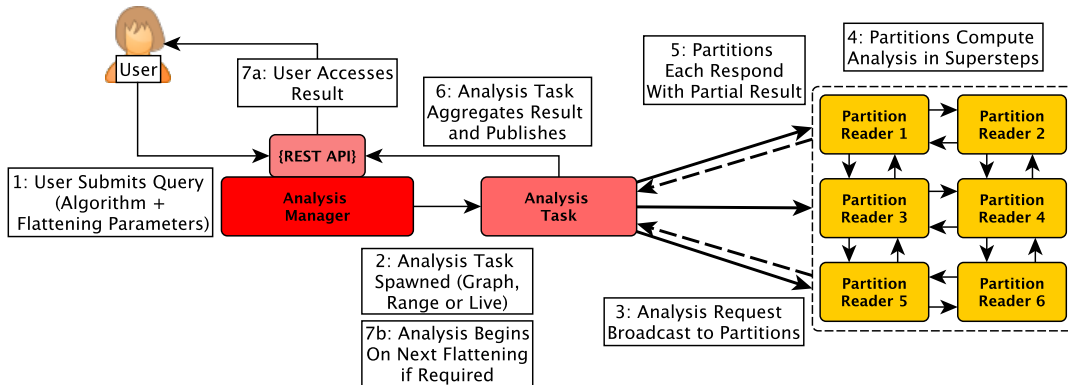 User
1: User Submits Query
(Algorithm +
Flattening Parameters)
7a: User Accesses
Result
{REST API}
Analysis
Manager
2: Analysis Task
Spawned (Graph,
Range or Live)
7b: Analysis Begins
On Next Flattening
if Required
6: Analysis Task
Aggregates Result
and Publishes
Analysis
Task
3: Analysis Request
Broadcast to Partitions
5: Partitions
Each Respond
With Partial Result
4: Partitions Compute
Analysis in Supersteps
Partition
Reader 1
Partition
Reader 2
Partition
Reader 3
Partition
Reader 4
Partition
Reader 5
Partition
Reader 6